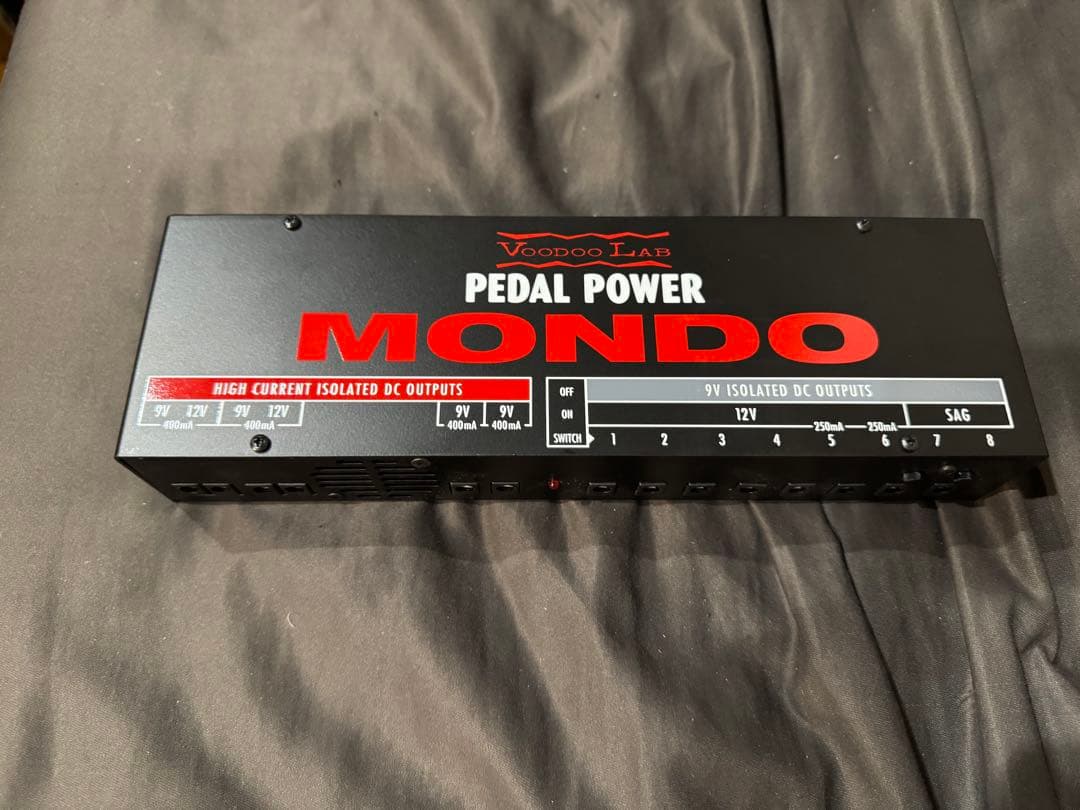 VOODOO LAB
PEDAL POWER
MONDO
HIGH CURRENT ISOLATED DC OUTPUTS
9V 12V 9V 12V 9V 9V
400mA 400mA 400mA 400mA
OFF 9V ISOLATED DC OUTPUTS
ON 12V SAG
250mA 250mA
SWITCH 1 2 3 4 5 6 7 8